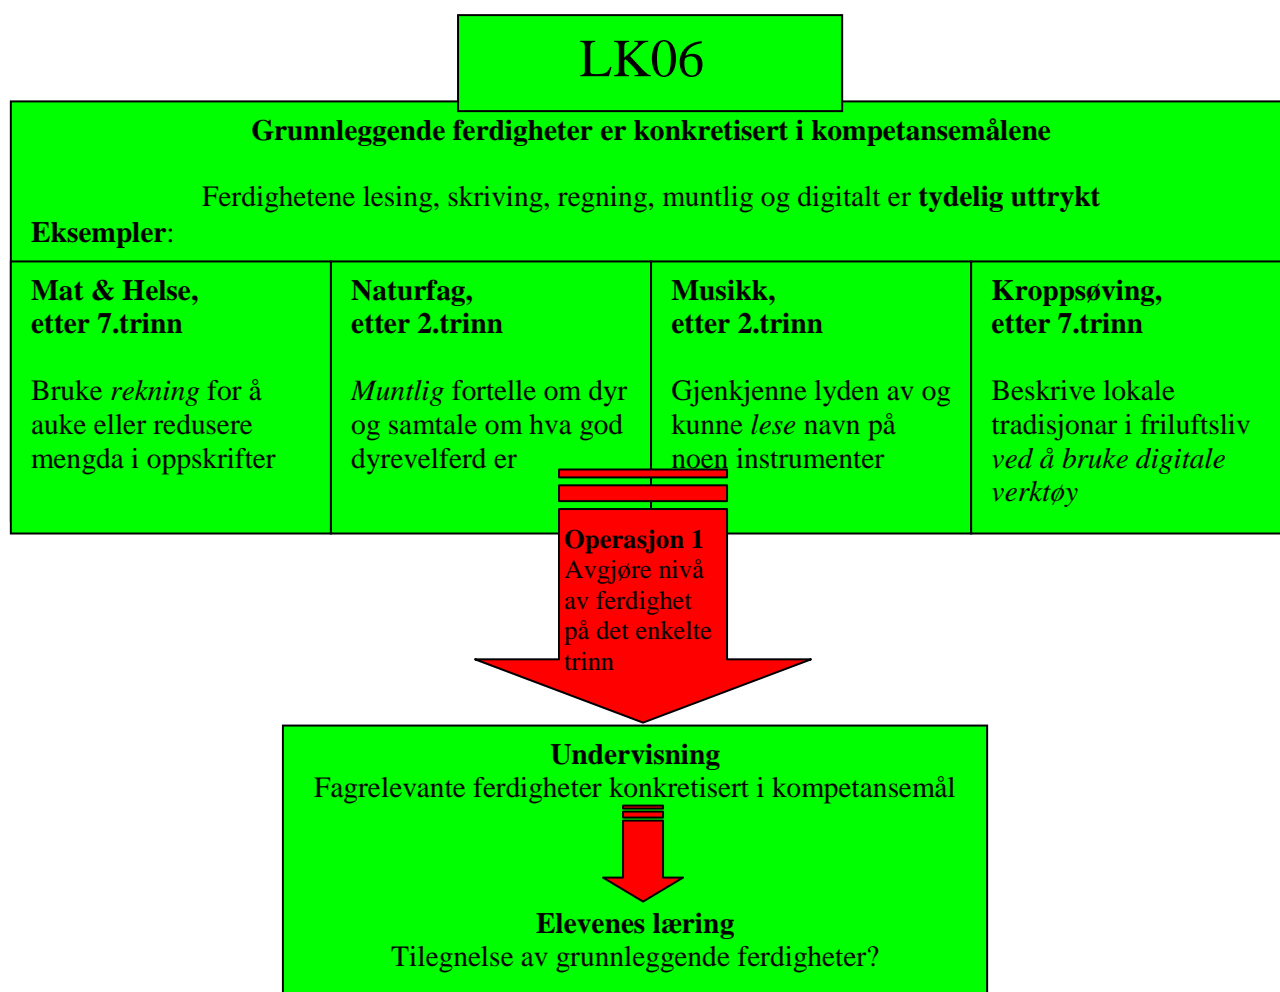 LK06
Grunnleggende ferdigheter er konkretisert i kompetansemålene
Ferdighetene lesing, skriving, regning, muntlig og digitalt er tydelig uttrykt
Eksempler:
Mat & Helse,
etter 7.trinn
Bruke rekning for å
auke eller redusere
mengda i oppskrifter
Naturfag,
etter 2.trinn
Muntlig fortelle om dyr
og samtale om hva god
dyrevelferd er
Musikk,
etter 2.trinn
Gjenkjenne lyden av og
kunne lese navn på
noen instrumenter
Kroppsøving,
etter 7.trinn
Beskrive lokale
tradisjonar i friluftsliv
ved å bruke digitale
verktøy
Operasjon 1
Avgjøre nivå
av ferdighet
på det enkelte
trinn
Undervisning
Fagrelevante ferdigheter konkretisert i kompetansemål
Elevenes læring
Tilegnelse av grunnleggende ferdigheter?